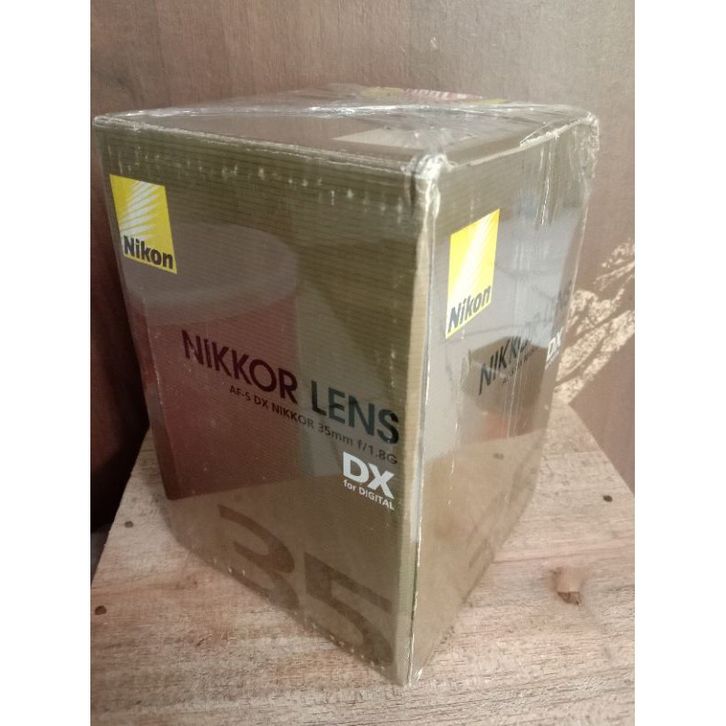 Nikon
NIKKOR LENS
AF-S DX NIKKOR 35mm f/1.8G
DX
for DIGITAL
35
Nikon
NIKKOR LENS
DX